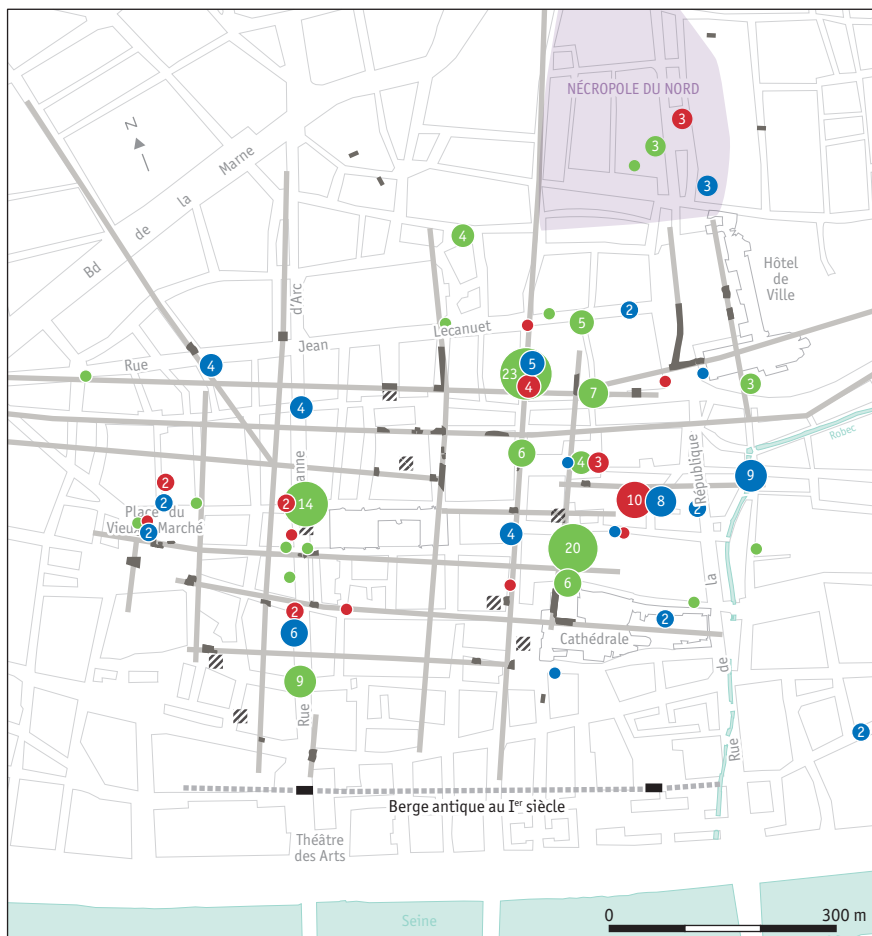 NÉCROPOLE DU NORD
3
3
3
N
Bd de la Marne
4
Hôtel
de
Ville
d'Arc
2
5
Lecanuet
Rue
Jean
4
5
23
4
3
7
4
Robec
6
4
3
République
9
2
anne
2
2
14
10
8
2
Place du
Vieux Marché
2
4
20
6
la
2
2
6
Cathédrale
de
9
Rue
Rue
2
Berge antique au Ier siècle
Théâtre
des Arts
Seine
0
300 m